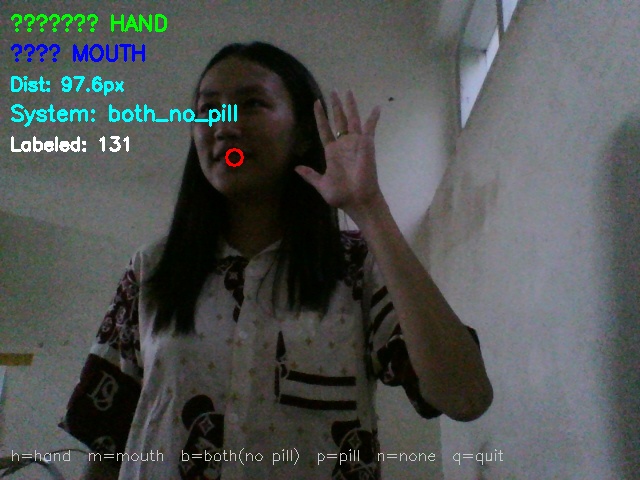 ??????? HAND
???? MOUTH
Dist: 97.6px
System: both_no_pill
Labeled: 131
h=hand m=mouth b=both(no pill) p=pill n=none q=quit